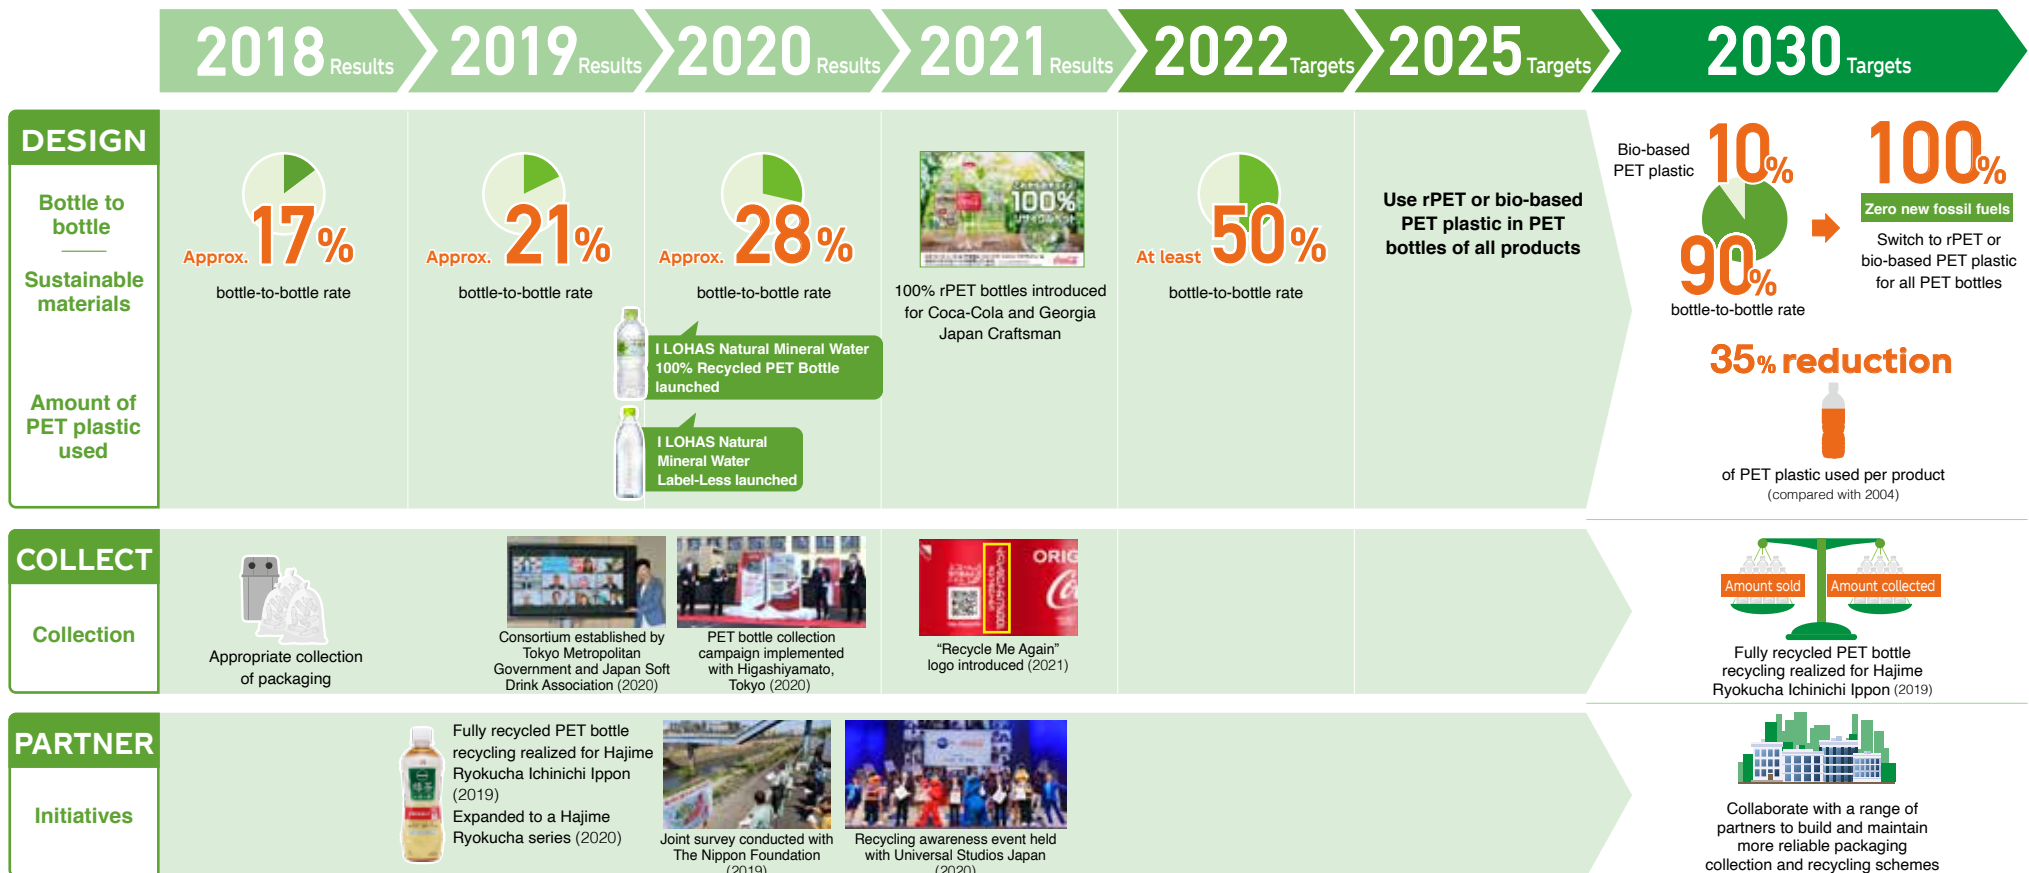 2018 Results
2019 Results
2020 Results
2021 Results
2022 Targets
2025 Targets
2030 Targets
DESIGN
Bottle to
bottle
Sustainable
materials
Amount of
PET plastic
used
Approx. 17%
bottle-to-bottle rate
Approx. 21%
bottle-to-bottle rate
Approx. 28%
bottle-to-bottle rate
I LOHAS Natural Mineral Water
100% Recycled PET Bottle
launched
I LOHAS Natural
Mineral Water
Label-Less launched
100%
リサイクルペット
100% rPET bottles introduced
for Coca-Cola and Georgia
Japan Craftsman
At least 50%
bottle-to-bottle rate
Use rPET or bio-based
PET plastic in PET
bottles of all products
Bio-based
PET plastic
10%
90%
bottle-to-bottle rate
100%
Zero new fossil fuels
Switch to rPET or
bio-based PET plastic
for all PET bottles
35% reduction
of PET plastic used per product
(compared with 2004)
COLLECT
Collection
Appropriate collection
of packaging
Consortium established by
Tokyo Metropolitan
Government and Japan Soft
Drink Association (2020)
PET bottle collection
campaign implemented
with Higashiyamato,
Tokyo (2020)
ORIG
"Recycle Me Again"
logo introduced (2021)
Amount sold
Amount collected
Fully recycled PET bottle
recycling realized for Hajime
Ryokucha Ichinichi Ippon (2019)
PARTNER
Initiatives
Fully recycled PET bottle
recycling realized for Hajime
Ryokucha Ichinichi Ippon
(2019)
Expanded to a Hajime
Ryokucha series (2020)
Joint survey conducted with
The Nippon Foundation
(2019)
Recycling awareness event held
with Universal Studios Japan
(2020)
Collaborate with a range of
partners to build and maintain
more reliable packaging
collection and recycling schemes